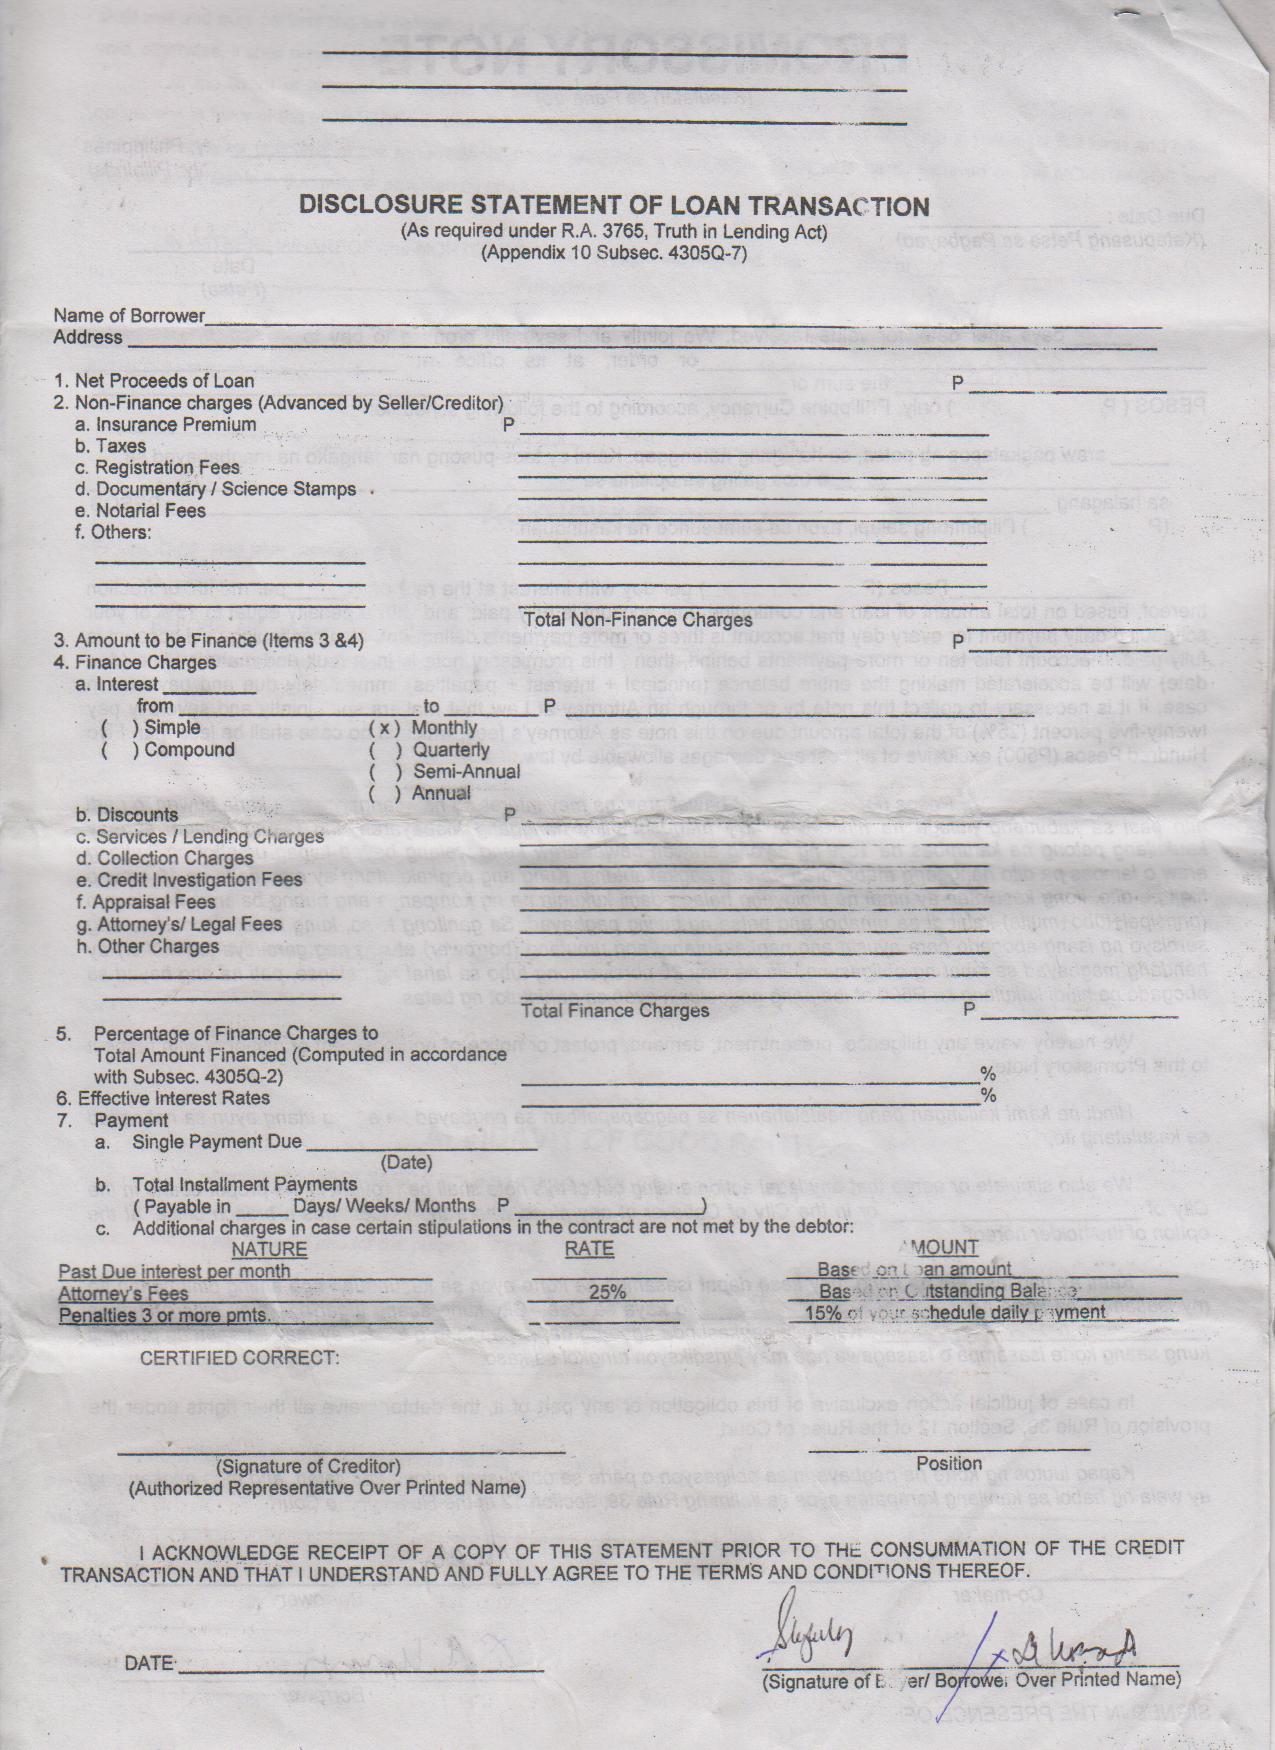 DISCLOSURE STATEMENT OF LOAN TRANSACTION
(As required under R.A. 3765, Truth in Lending Act)
(Appendix 10 Subsec. 4305Q-7)
Name of Borrower
Address
1. Net Proceeds of Loan P
2. Non-Finance charges (Advanced by Seller/Creditor)
a. Insurance Premium P
b. Taxes
c. Registration Fees
d. Documentary / Science Stamps
e. Notarial Fees
f. Others:
Total Non-Finance Charges
3. Amount to be Finance (Items 3 &4) P
4. Finance Charges
a. Interest
from to P
( ) Simple (x) Monthly
( ) Compound ( ) Quarterly
( ) Semi-Annual
( ) Annual
b. Discounts P
c. Services / Lending Charges
d. Collection Charges
e. Credit Investigation Fees
f. Appraisal Fees
g. Attorney's/ Legal Fees
h. Other Charges
Total Finance Charges P
5. Percentage of Finance Charges to
Total Amount Financed (Computed in accordance
with Subsec. 4305Q-2) %
6. Effective Interest Rates %
7. Payment
a. Single Payment Due
(Date)
b. Total Installment Payments
( Payable in Days/ Weeks/ Months P )
c. Additional charges in case certain stipulations in the contract are not met by the debtor:
NATURE RATE AMOUNT
Past Due interest per month Based on Loan amount
Attorney's Fees 25% Based on Outstanding Balance
Penalties 3 or more pmts. 15% of your schedule daily payment
CERTIFIED CORRECT:
(Signature of Creditor) Position
(Authorized Representative Over Printed Name)
I ACKNOWLEDGE RECEIPT OF A COPY OF THIS STATEMENT PRIOR TO THE CONSUMMATION OF THE CREDIT
TRANSACTION AND THAT I UNDERSTAND AND FULLY AGREE TO THE TERMS AND CONDITIONS THEREOF.
DATE
(Signature of Buyer/ Borrower Over Printed Name)